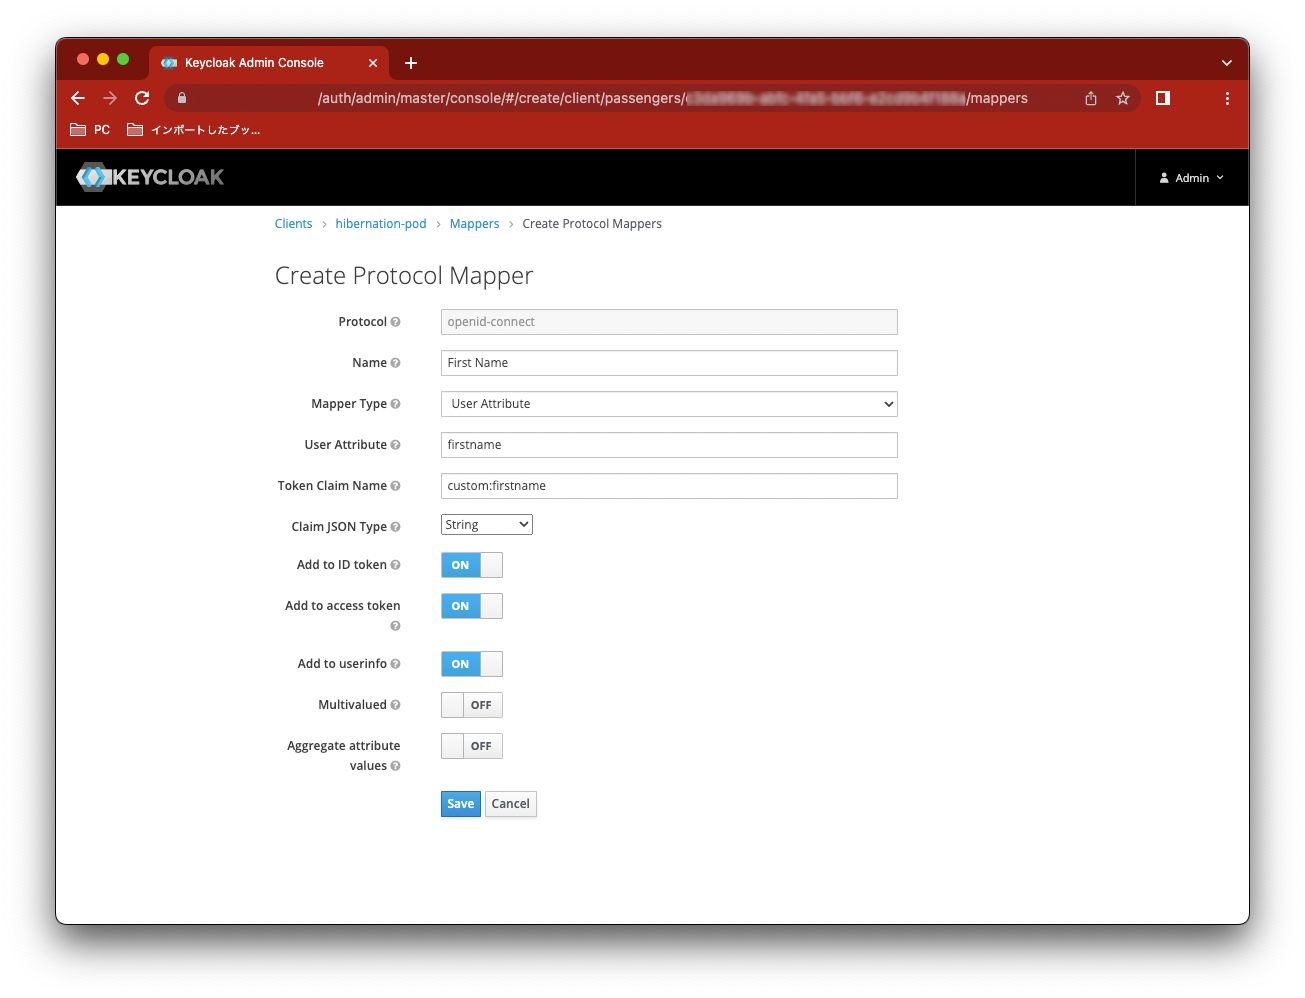 Keycloak Admin Console
/auth/admin/master/console/#/create/client/passengers/ /mappers
PC インポートしたブッ...
KEYCLOAK
Admin
Clients > hibernation-pod > Mappers > Create Protocol Mappers
Create Protocol Mapper
Protocol openid-connect
Name First Name
Mapper Type User Attribute
User Attribute firstname
Token Claim Name custom:firstname
Claim JSON Type String
Add to ID token ON
Add to access token ON
Add to userinfo ON
Multivalued OFF
Aggregate attribute
values OFF
Save Cancel